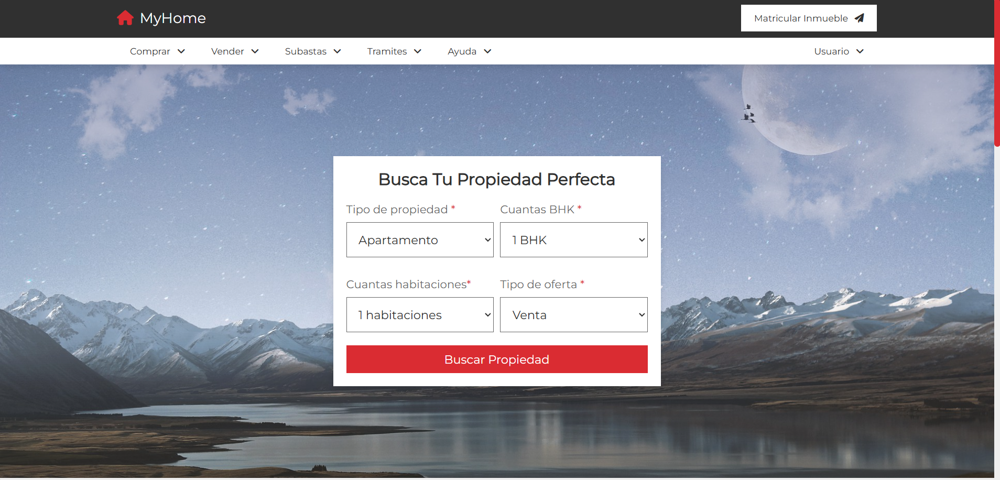 MyHome
Matricular Inmueble
Comprar Vender Subastas Tramites Ayuda Usuario
Busca Tu Propiedad Perfecta
Tipo de propiedad * Cuantas BHK *
Apartamento 1 BHK
Cuantas habitaciones* Tipo de oferta *
1 habitaciones Venta
Buscar Propiedad